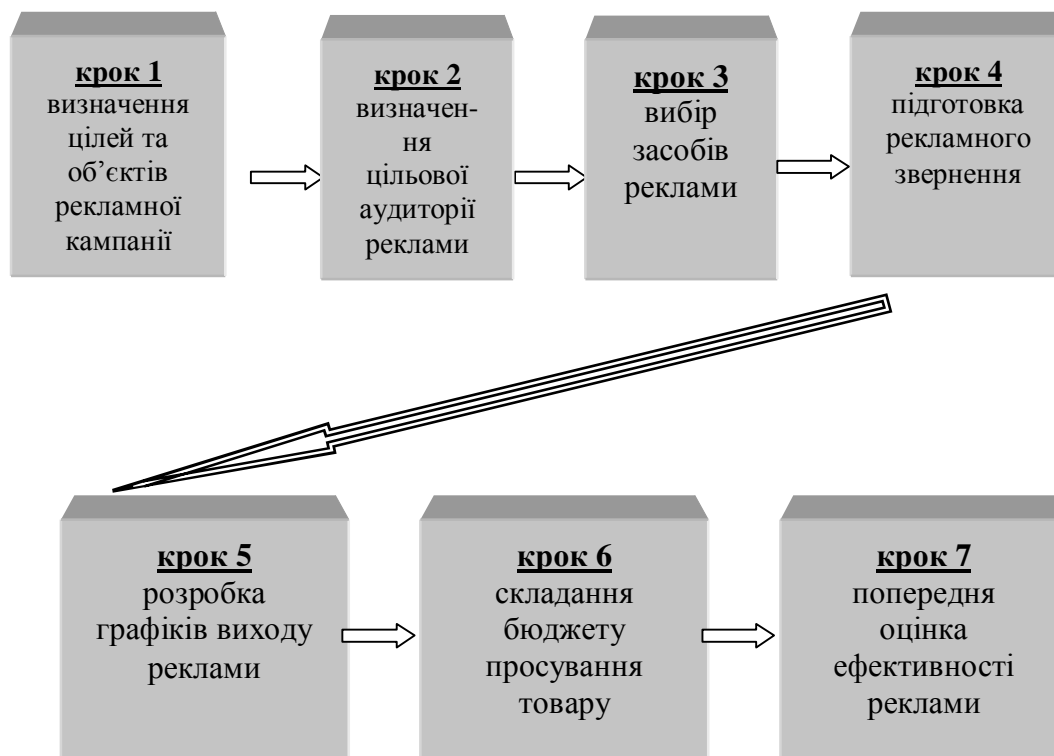 крок 1
визначення
цілей та
об’єктів
рекламної
кампанії
крок 2
визначен-
ня
цільової
аудиторії
реклами
крок 3
вибір
засобів
реклами
крок 4
підготовка
рекламного
звернення
крок 5
розробка
графіків виходу
реклами
крок 6
складання
бюджету
просування
товару
крок 7
попередня
оцінка
ефективності
реклами